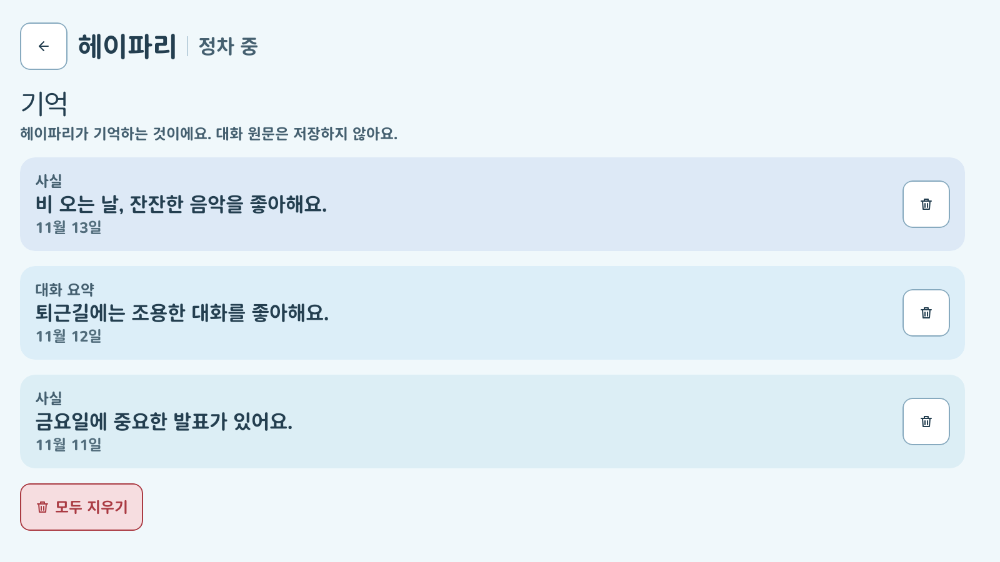 헤이파리
정차 중
기억
헤이파리가 기억하는 것이에요. 대화 원문은 저장하지 않아요.
사실
비 오는 날, 잔잔한 음악을 좋아해요.
11월 13일
대화 요약
퇴근길에는 조용한 대화를 좋아해요.
11월 12일
사실
금요일에 중요한 발표가 있어요.
11월 11일
모두 지우기